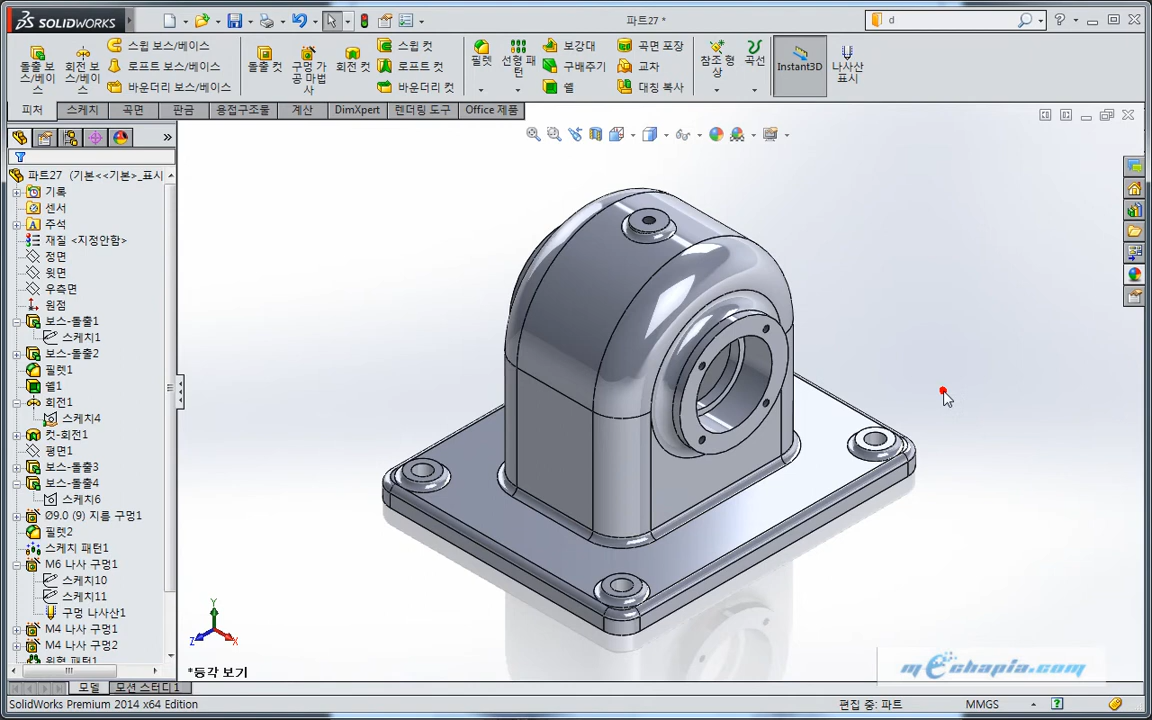 SOLIDWORKS
파트27 *
d
돌출 보스/베이스
회전 보스/베이스
스윕 보스/베이스
로프트 보스/베이스
바운더리 보스/베이스
돌출 컷
구멍 가공 마법사
회전 컷
스윕 컷
로프트 컷
바운더리 컷
필렛
선형 패턴
보강대
구배주기
쉘
곡면 포장
교차
대칭 복사
참조 형상
곡선
Instant3D
나사산 표시
피처
스케치
곡면
판금
용접구조물
계산
DimXpert
렌더링 도구
Office 제품
파트27 (기본<<기본>_표시
기록
센서
주석
재질 <지정안함>
정면
윗면
우측면
원점
보스-돌출1
스케치1
보스-돌출2
필렛1
쉘1
회전1
스케치4
컷-회전1
평면1
보스-돌출3
보스-돌출4
스케치6
Ø9.0 (9) 지름 구멍1
필렛2
스케치 패턴1
M6 나사 구멍1
스케치10
스케치11
구멍 나사산1
M4 나사 구멍1
M4 나사 구멍2
원형 패턴1
Y
Z
X
*등각 보기
mechapia.com
모델
모션 스터디 1
SolidWorks Premium 2014 x64 Edition
편집 중: 파트
MMGS